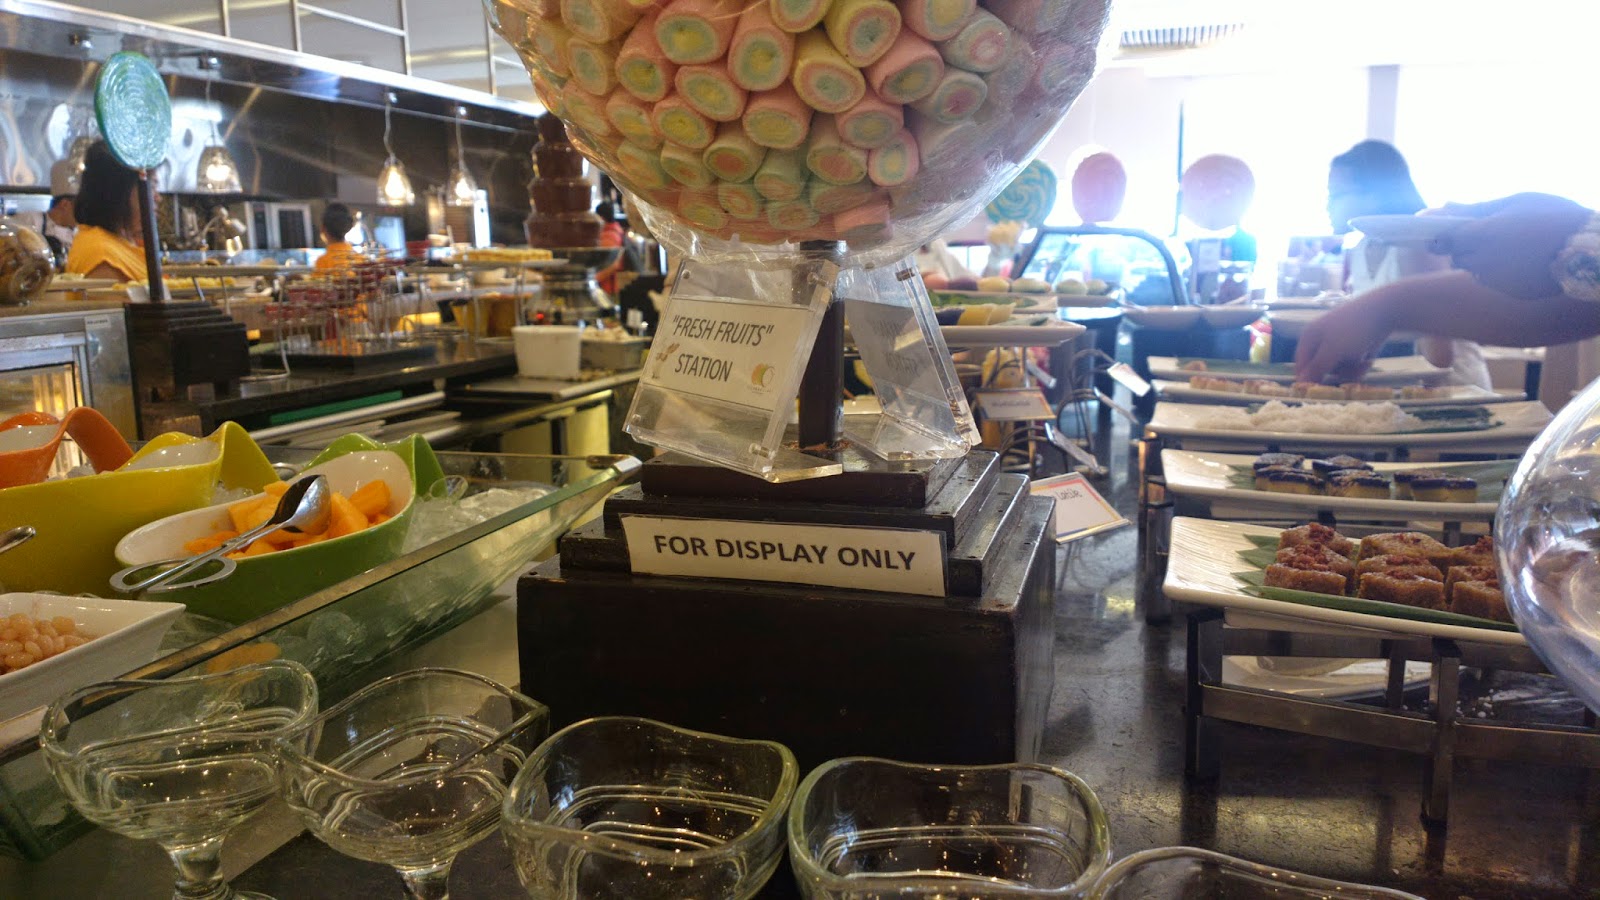 "FRESH FRUITS"
STATION
FOR DISPLAY ONLY